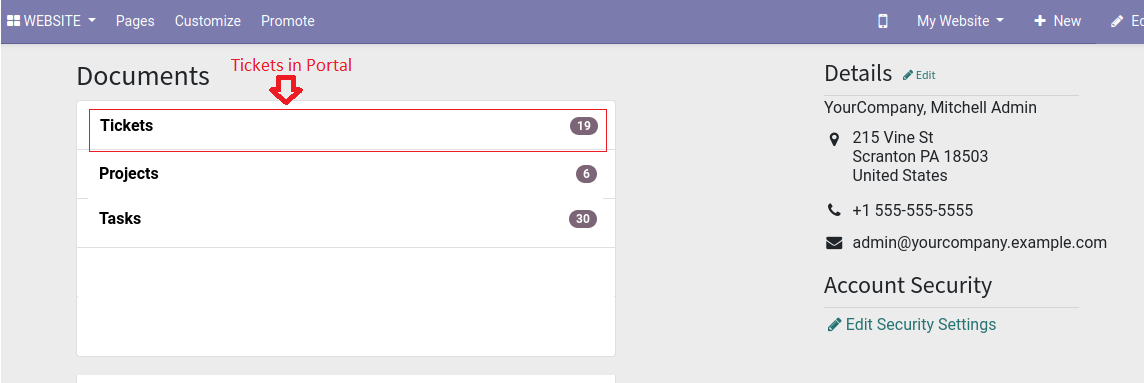 WEBSITE Pages Customize Promote My Website New Ec
Documents
Tickets in Portal
Tickets 19
Projects 6
Tasks 30
Details Edit
YourCompany, Mitchell Admin
215 Vine St
Scranton PA 18503
United States
+1 555-555-5555
admin@yourcompany.example.com
Account Security
Edit Security Settings